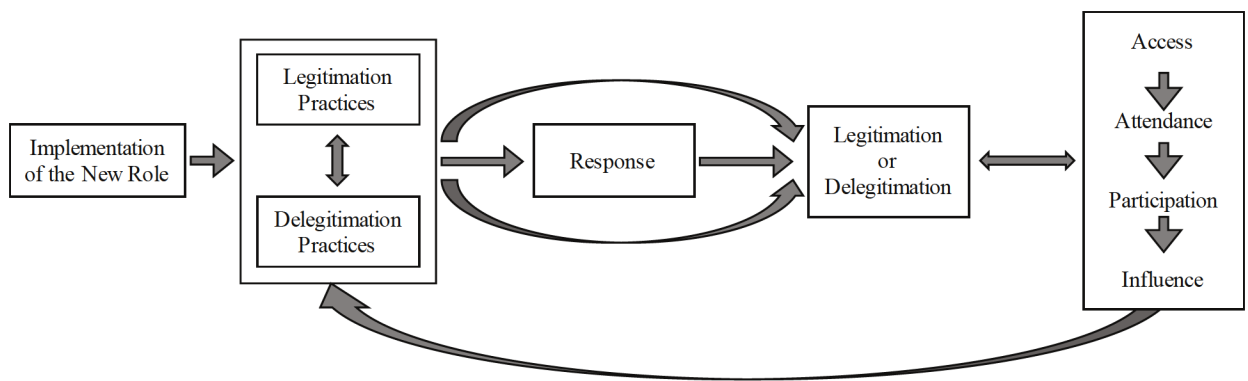 Implementation
of the New Role
Legitimation
Practices
Delegitimation
Practices
Response
Legitimation
or
Delegitimation
Access
Attendance
Participation
Influence